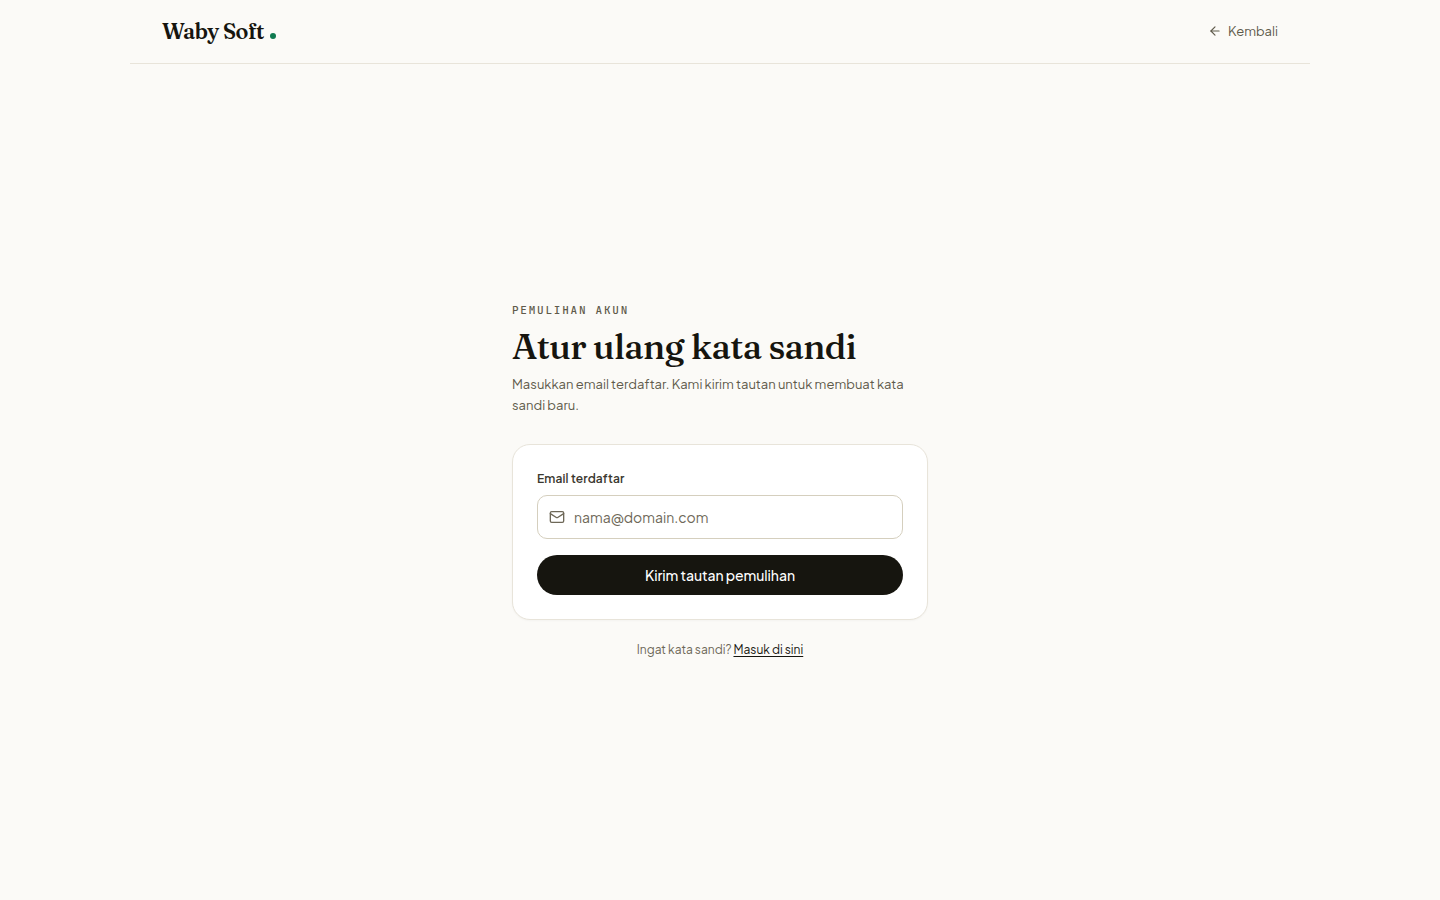 Waby Soft
Kembali
PEMULIHAN AKUN
Atur ulang kata sandi
Masukkan email terdaftar. Kami kirim tautan untuk membuat kata
sandi baru.
Email terdaftar
nama@domain.com
Kirim tautan pemulihan
Ingat kata sandi? Masuk di sini